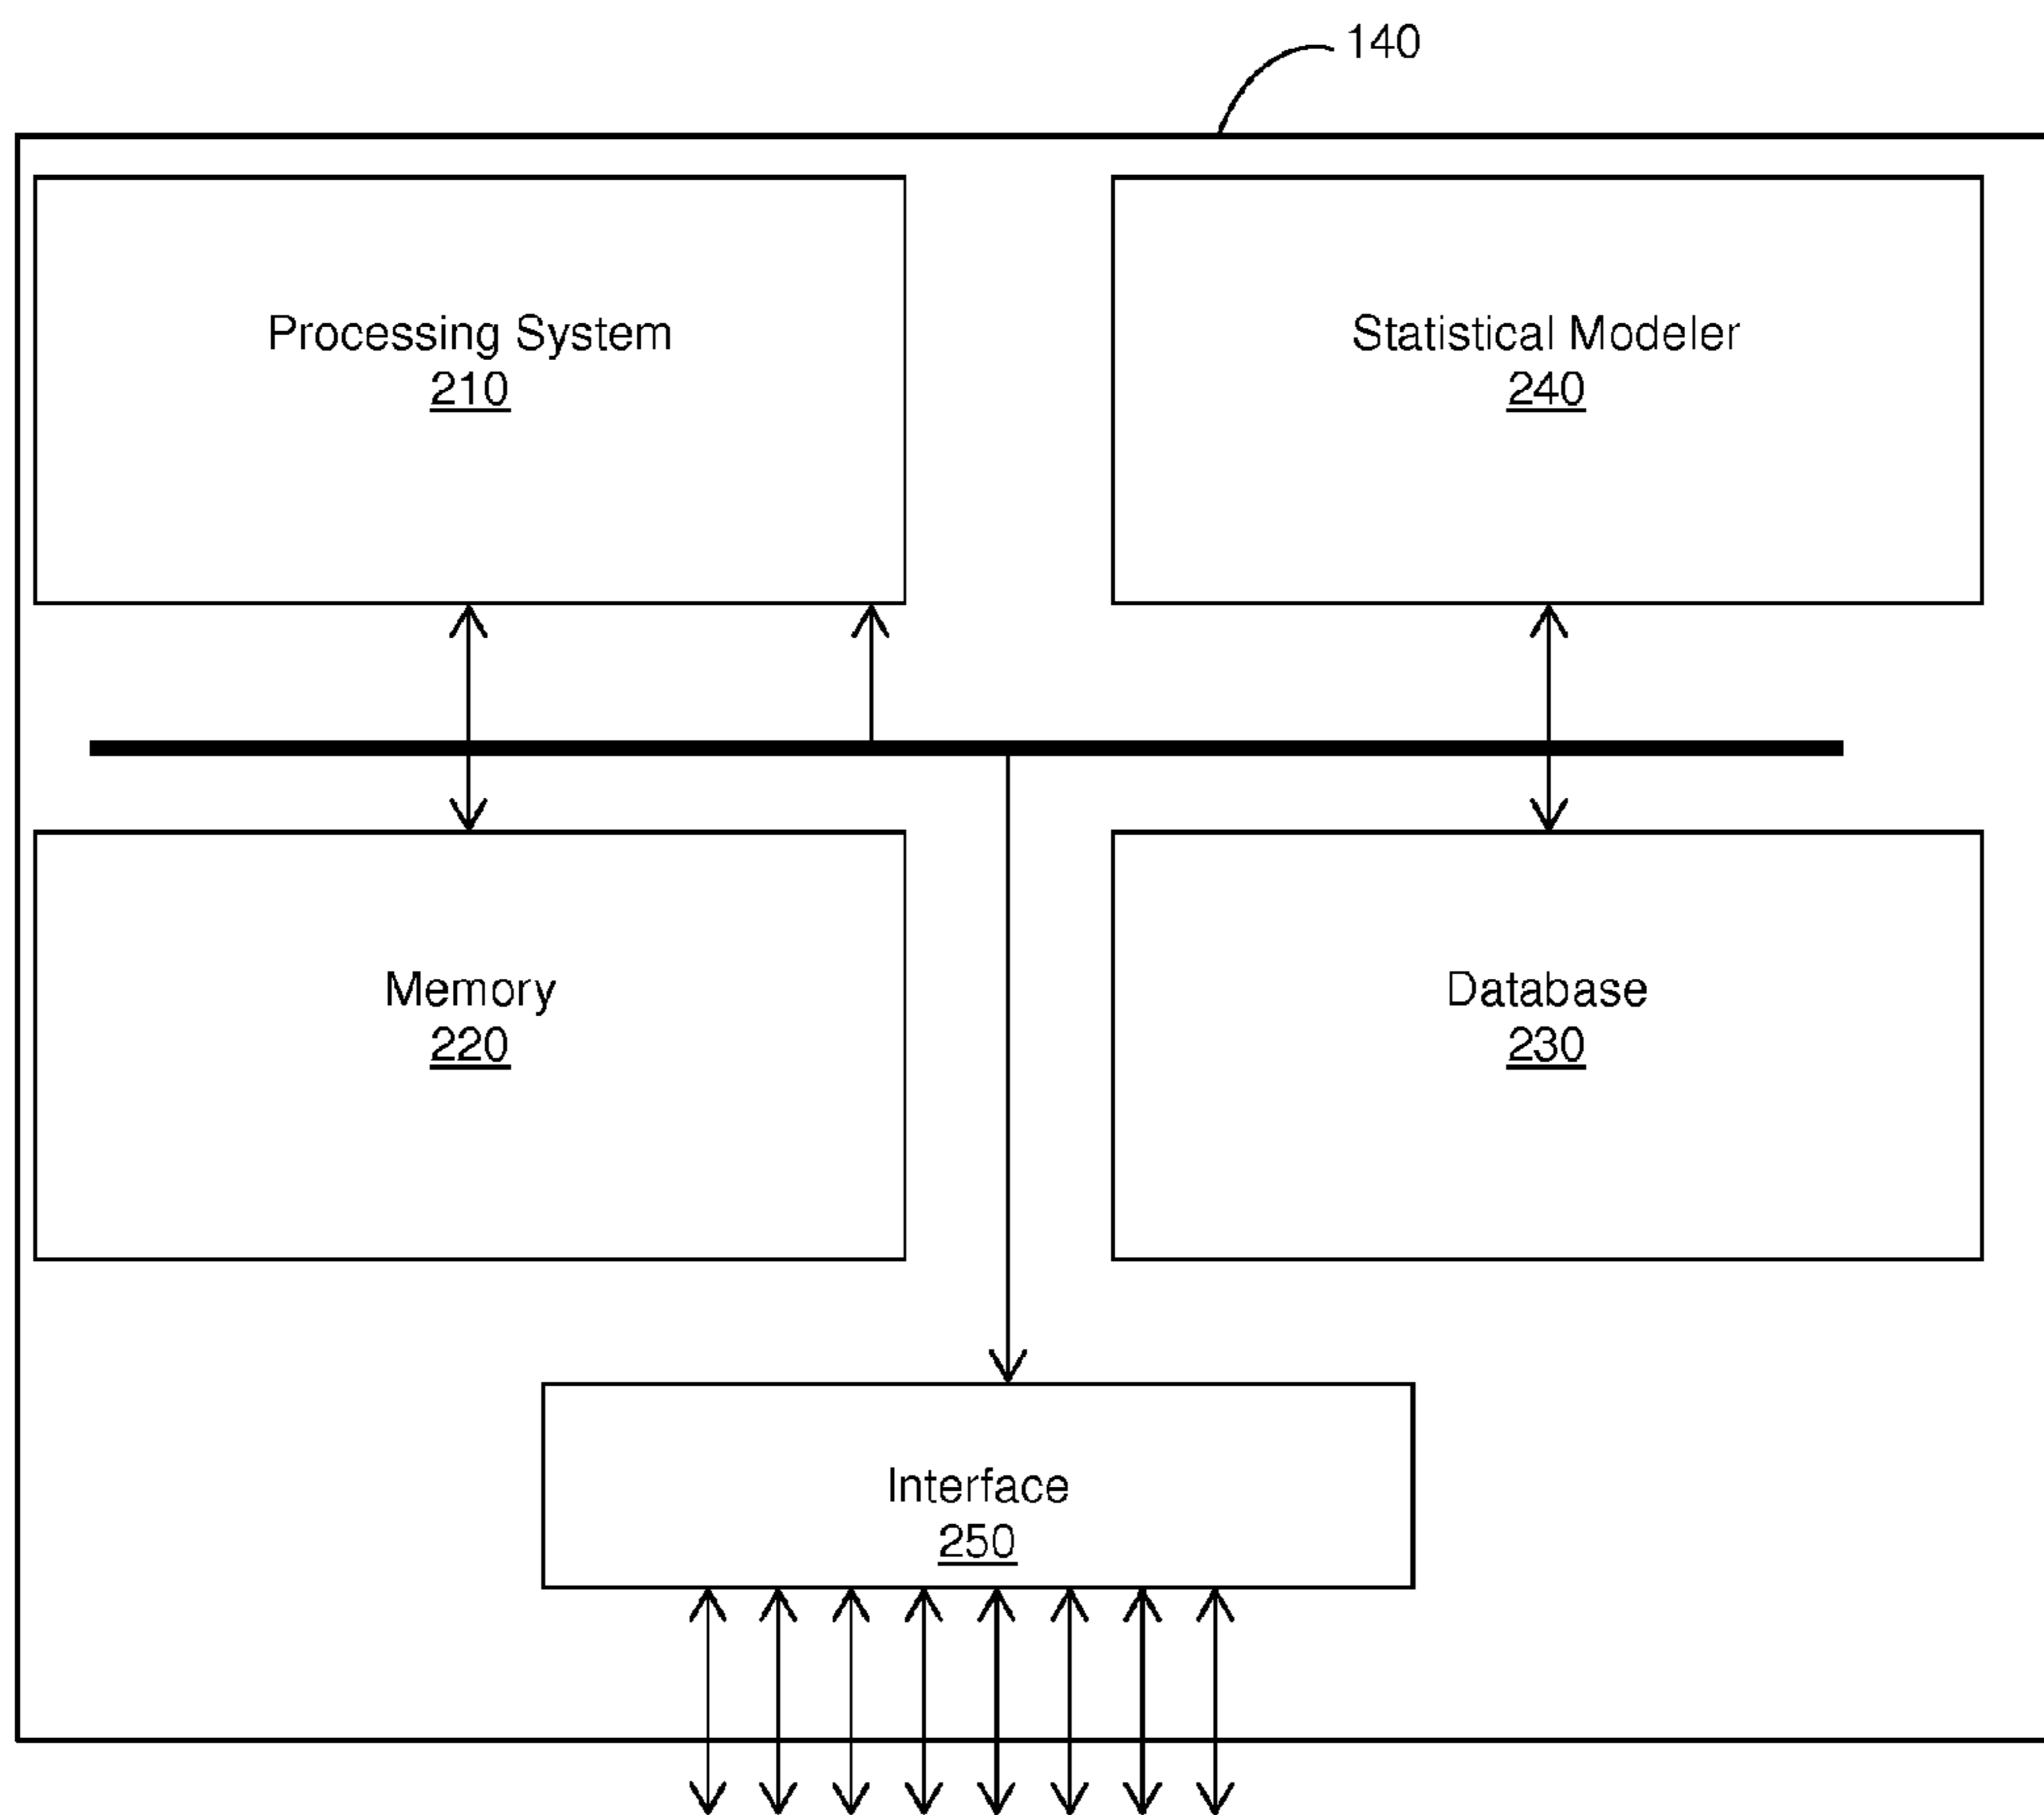 140
Processing System
210
Statistical Modeler
240
Memory
220
Database
230
Interface
250